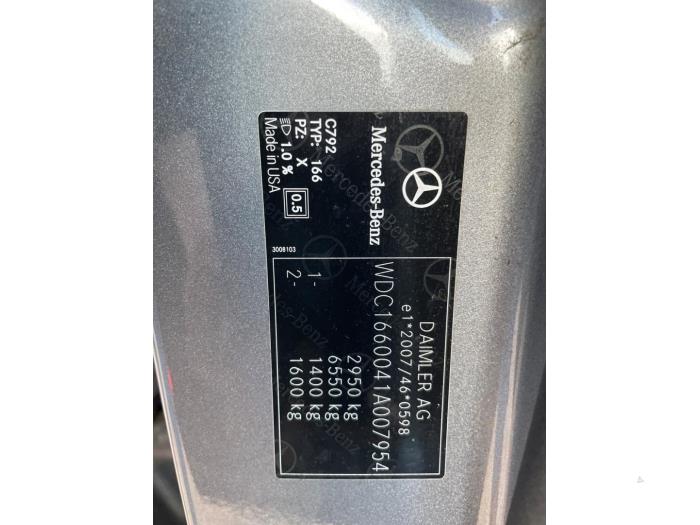 Mercedes-Benz
C792
TYP: 166
PZ: X
1.0 %
Made in USA
0.5
3008103
DAIMLER AG
e1*2007/46*0598
WDC1660041A007954
2950 kg
6550 kg
1- 1400 kg
2- 1600 kg